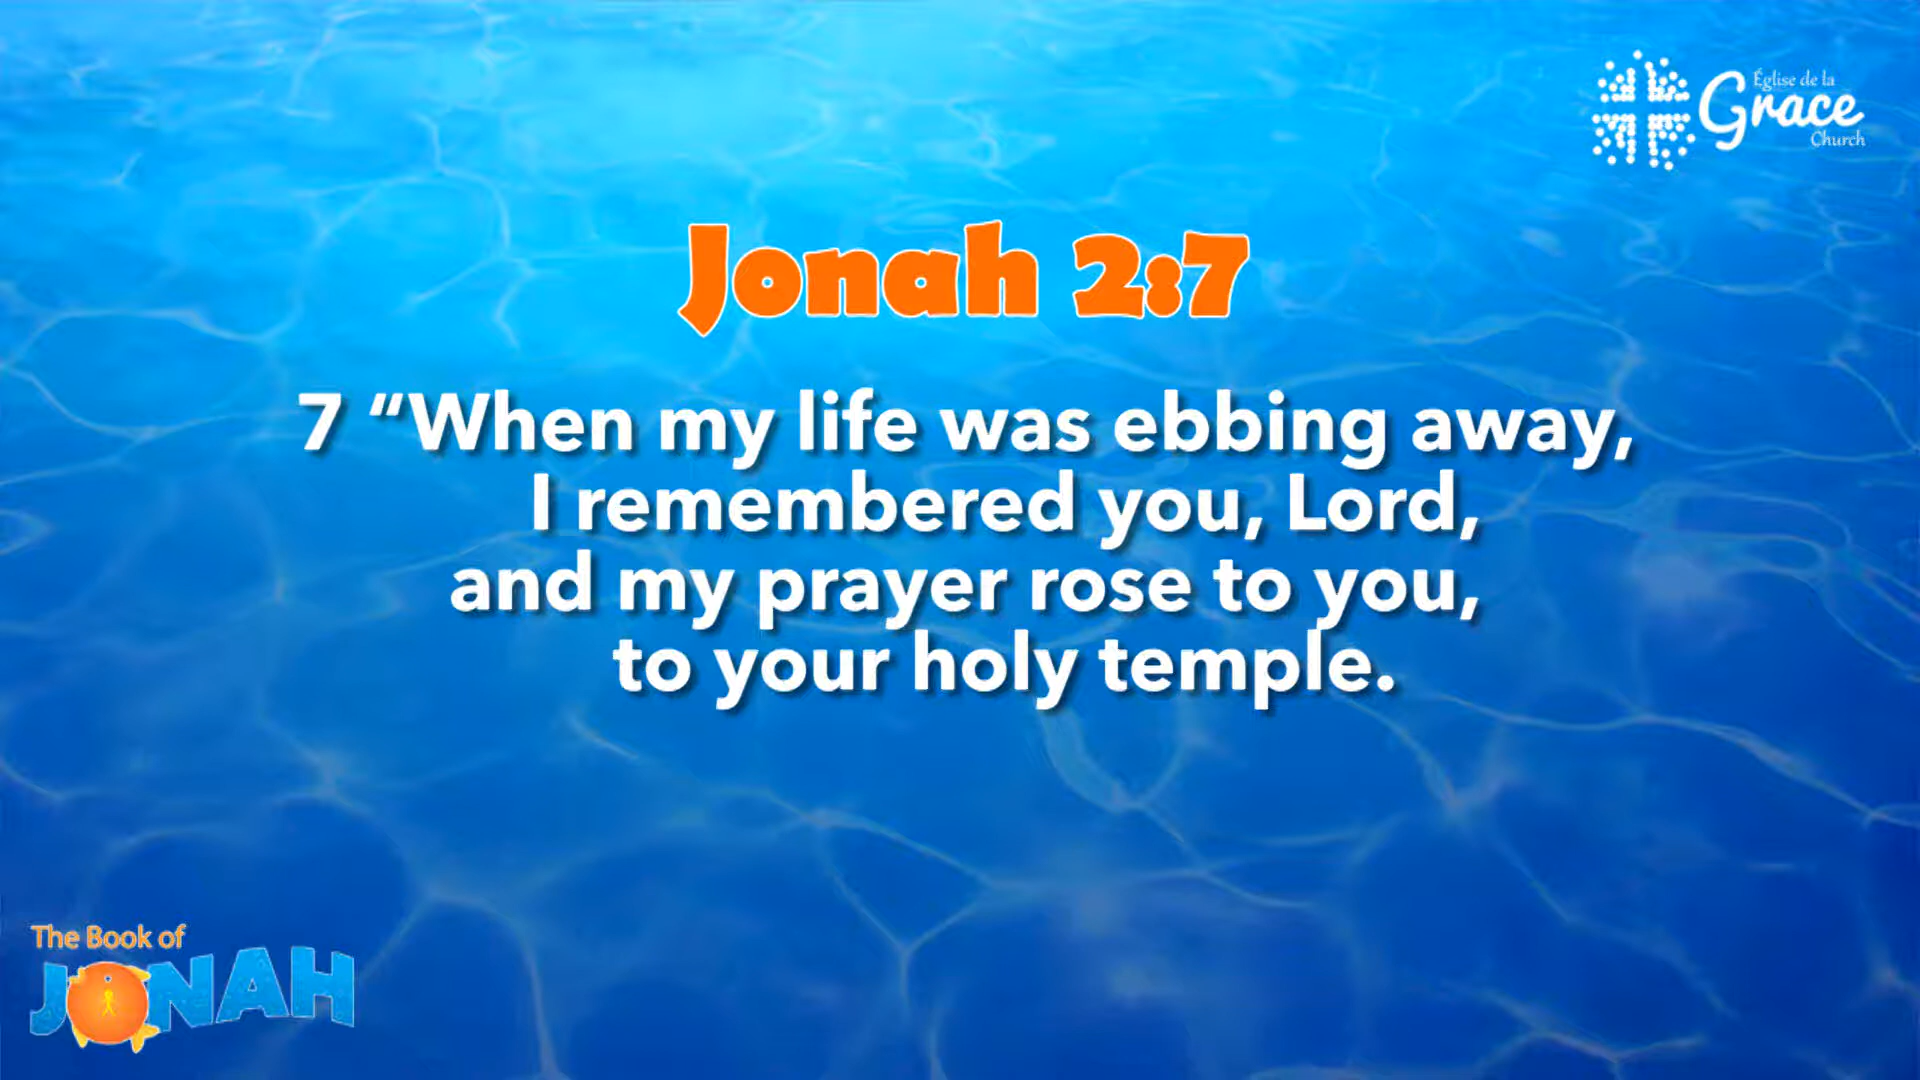 Église de la
Grace
Church
Jonah 2:7
7 “When my life was ebbing away,
I remembered you, Lord,
and my prayer rose to you,
to your holy temple.
The Book of
JONAH